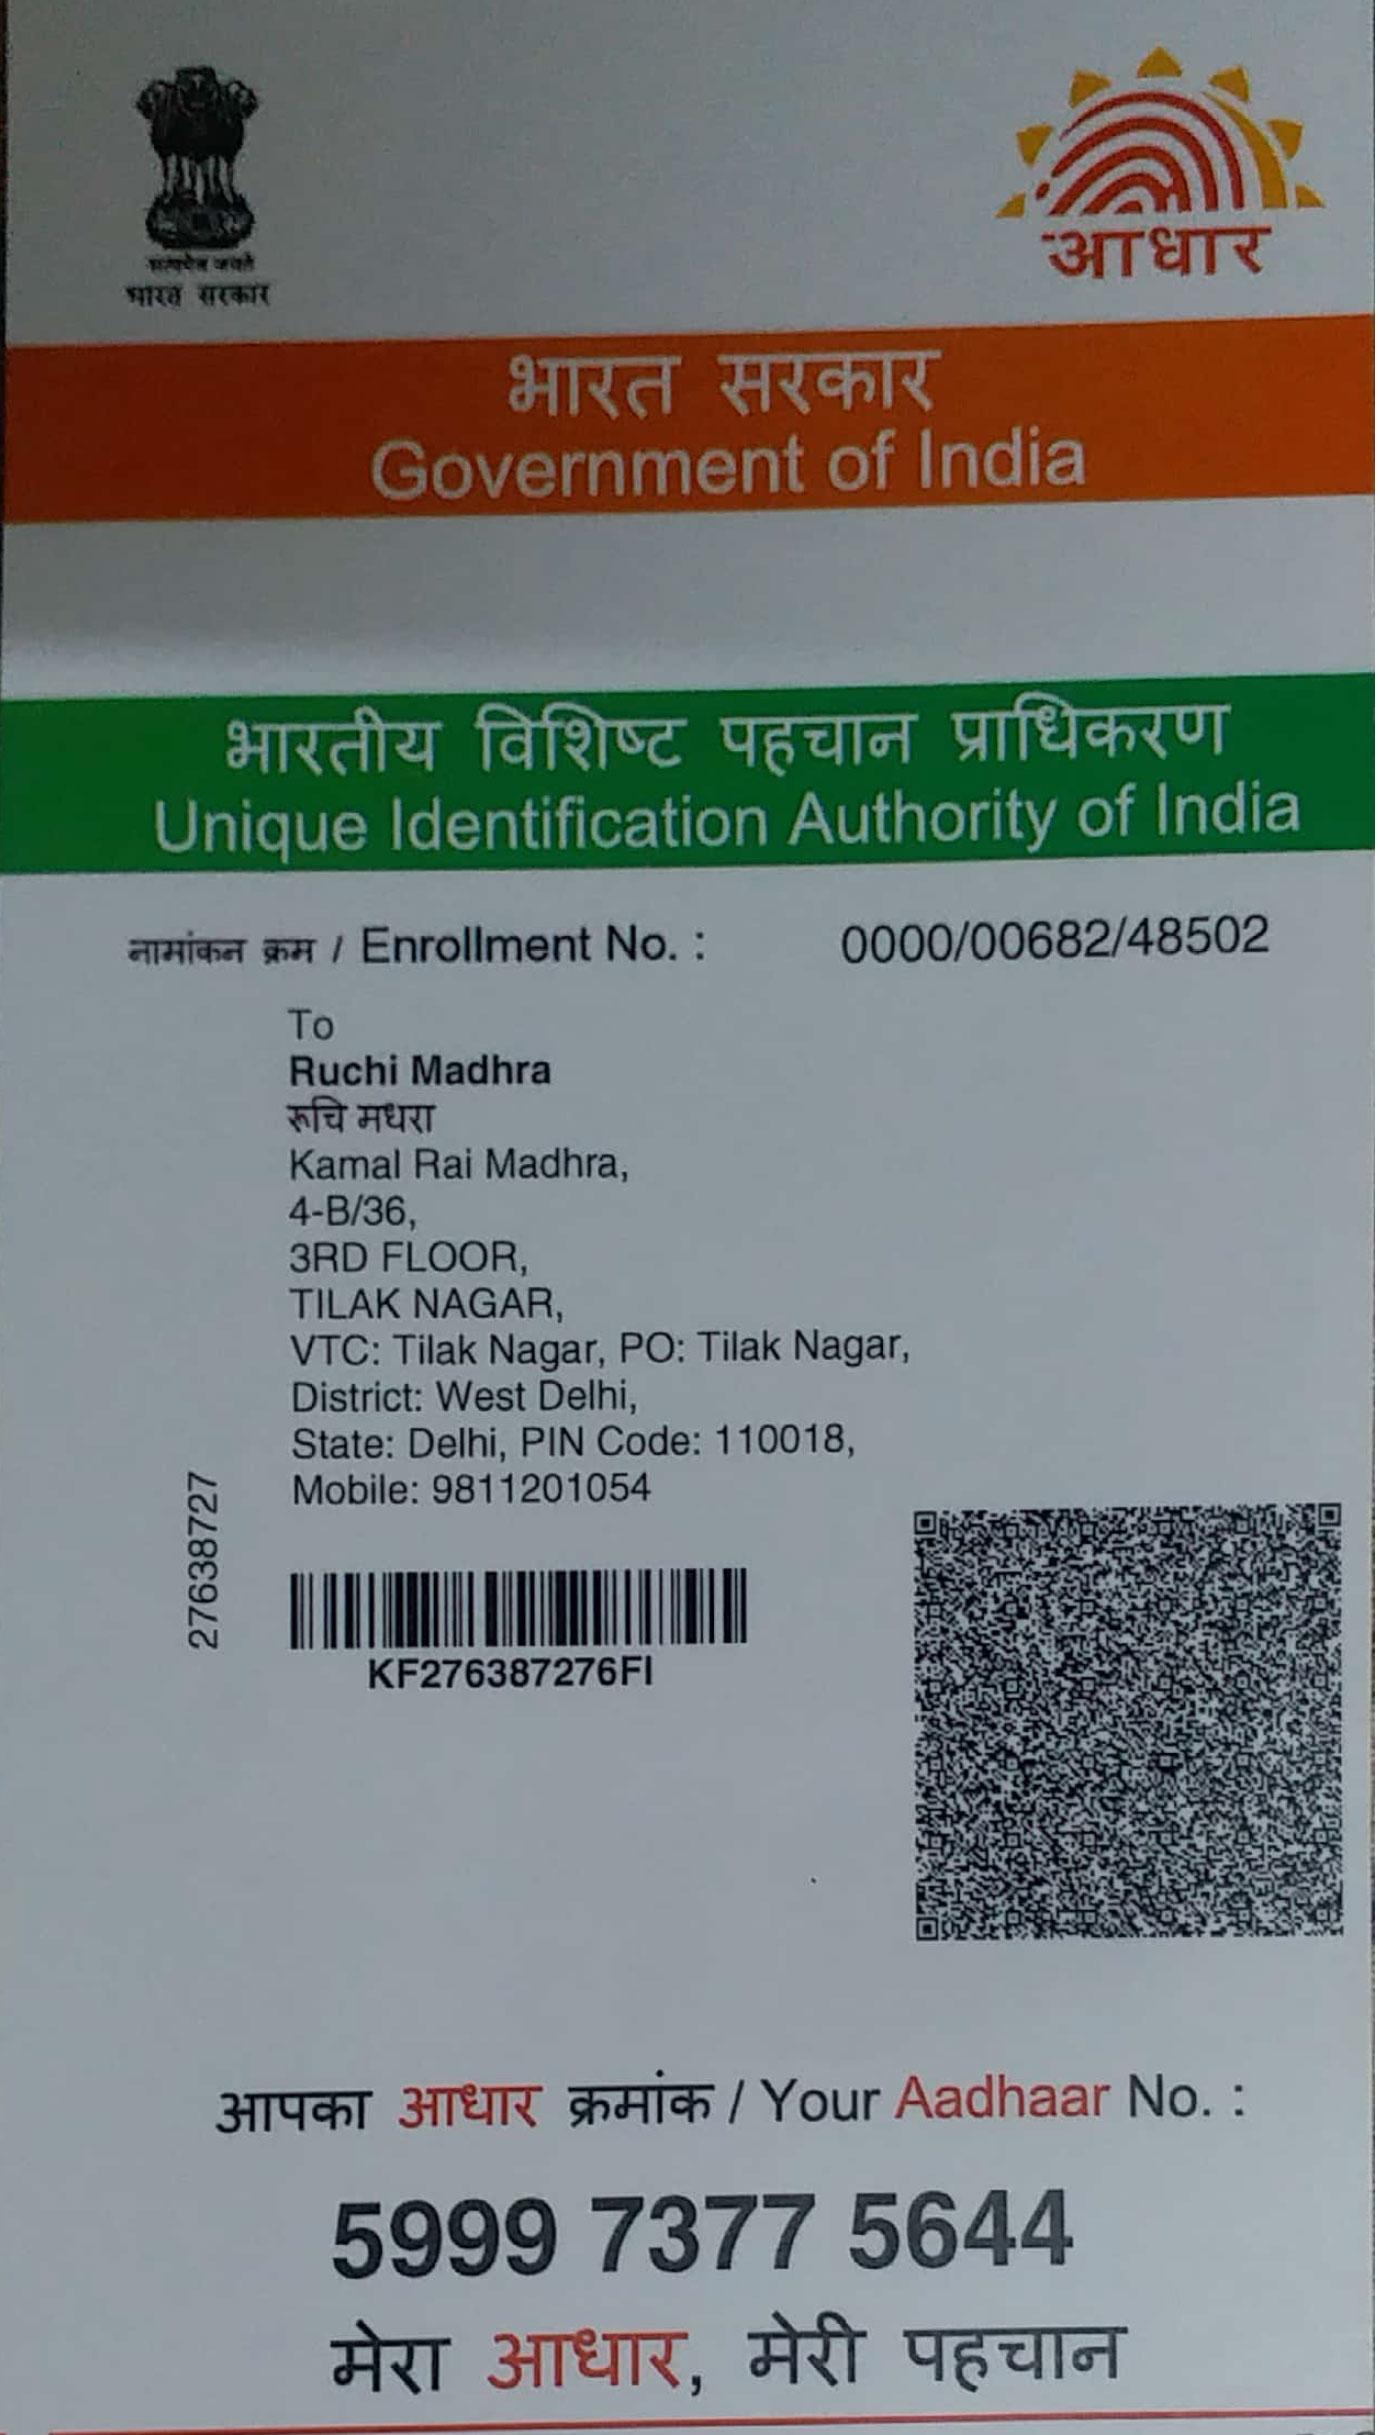 सत्यमेव जयते
भारत सरकार
आधार
भारत सरकार
Government of India
भारतीय विशिष्ट पहचान प्राधिकरण
Unique Identification Authority of India
नामांकन क्रम / Enrollment No. : 0000/00682/48502
To
Ruchi Madhra
रूचि मधरा
Kamal Rai Madhra,
4-B/36,
3RD FLOOR,
TILAK NAGAR,
VTC: Tilak Nagar, PO: Tilak Nagar,
District: West Delhi,
State: Delhi, PIN Code: 110018,
Mobile: 9811201054
27638727
KF276387276FI
आपका आधार क्रमांक / Your Aadhaar No. :
5999 7377 5644
मेरा आधार, मेरी पहचान